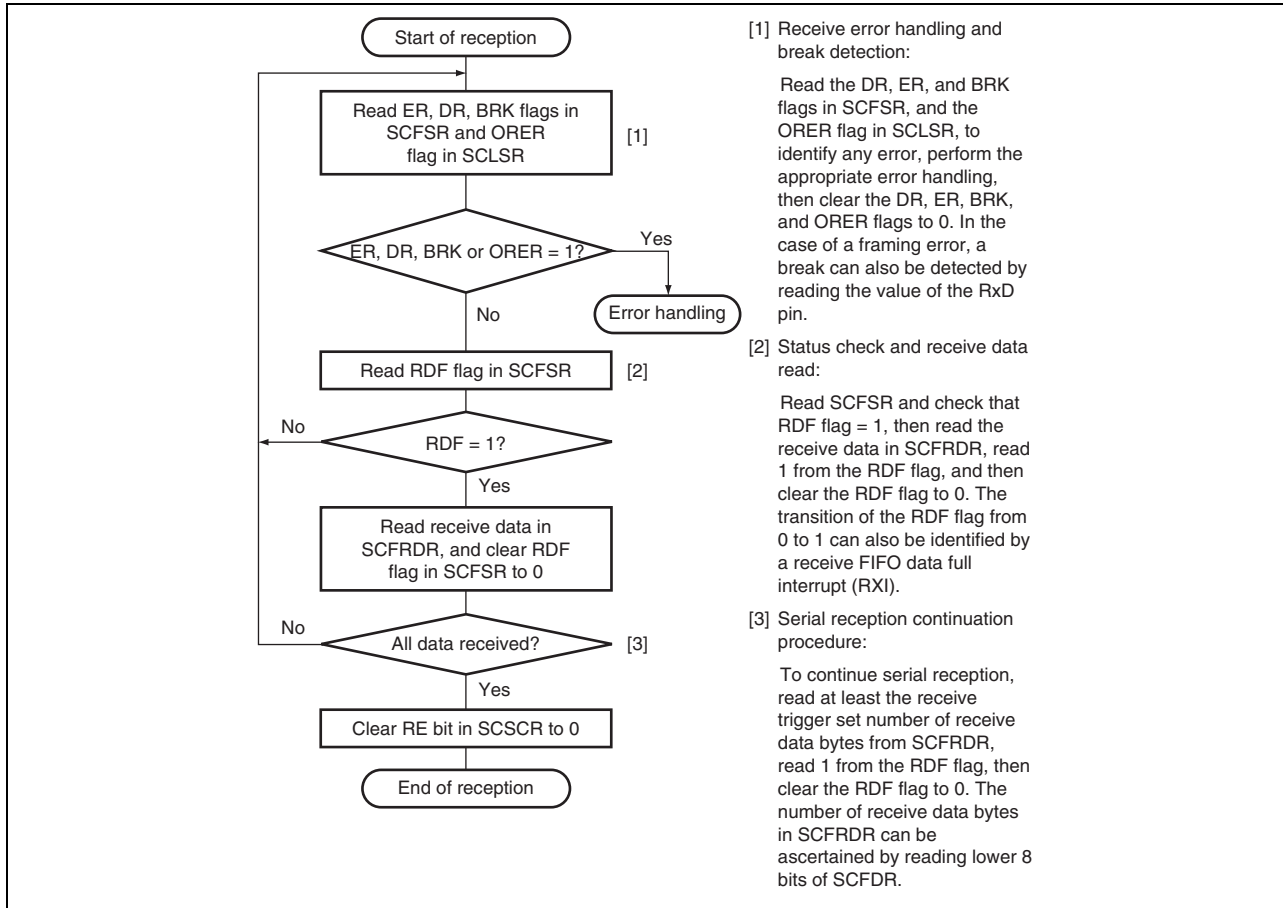 Start of reception
Read ER, DR, BRK flags in
SCFSR and ORER
flag in SCLSR
[1]
ER, DR, BRK or ORER = 1?
Yes
No
Error handling
Read RDF flag in SCFSR
[2]
No
RDF = 1?
Yes
Read receive data in
SCFRDR, and clear RDF
flag in SCFSR to 0
No
All data received?
[3]
Yes
Clear RE bit in SCSCR to 0
End of reception
[1] Receive error handling and
break detection:
Read the DR, ER, and BRK
flags in SCFSR, and the
ORER flag in SCLSR, to
identify any error, perform the
appropriate error handling,
then clear the DR, ER, BRK,
and ORER flags to 0. In the
case of a framing error, a
break can also be detected by
reading the value of the RxD
pin.
[2] Status check and receive data
read:
Read SCFSR and check that
RDF flag = 1, then read the
receive data in SCFRDR, read
1 from the RDF flag, and then
clear the RDF flag to 0. The
transition of the RDF flag from
0 to 1 can also be identified by
a receive FIFO data full
interrupt (RXI).
[3] Serial reception continuation
procedure:
To continue serial reception,
read at least the receive
trigger set number of receive
data bytes from SCFRDR,
read 1 from the RDF flag, then
clear the RDF flag to 0. The
number of receive data bytes
in SCFRDR can be
ascertained by reading lower 8
bits of SCFDR.